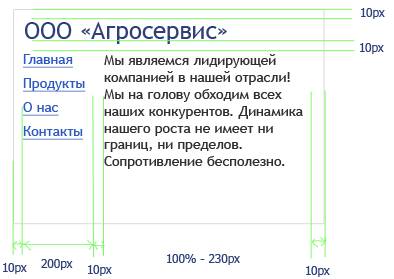 ООО «Агросервис»
10px
10px
Главная
Продукты
О нас
Контакты
Мы являемся лидирующей
компанией в нашей отрасли!
Мы на голову обходим всех
наших конкурентов. Динамика
нашего роста не имеет ни
границ, ни пределов.
Сопротивление бесполезно.
10px
200px
10px
100% - 230px
10px